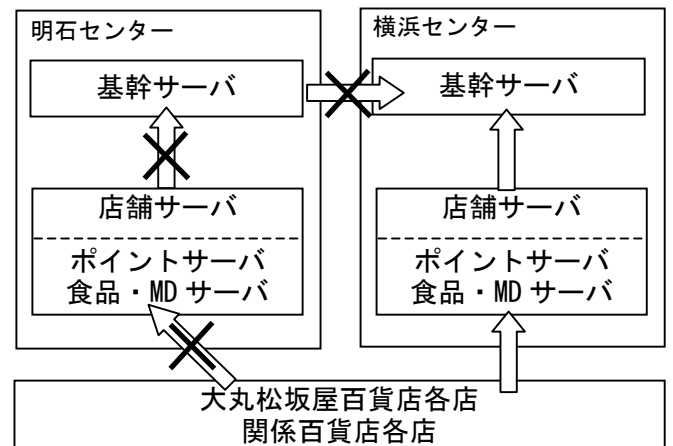 明石センター
基幹サーバ
店舗サーバ
ポイントサーバ
食品・MDサーバ
横浜センター
基幹サーバ
店舗サーバ
ポイントサーバ
食品・MDサーバ
大丸松坂屋百貨店各店
関係百貨店各店